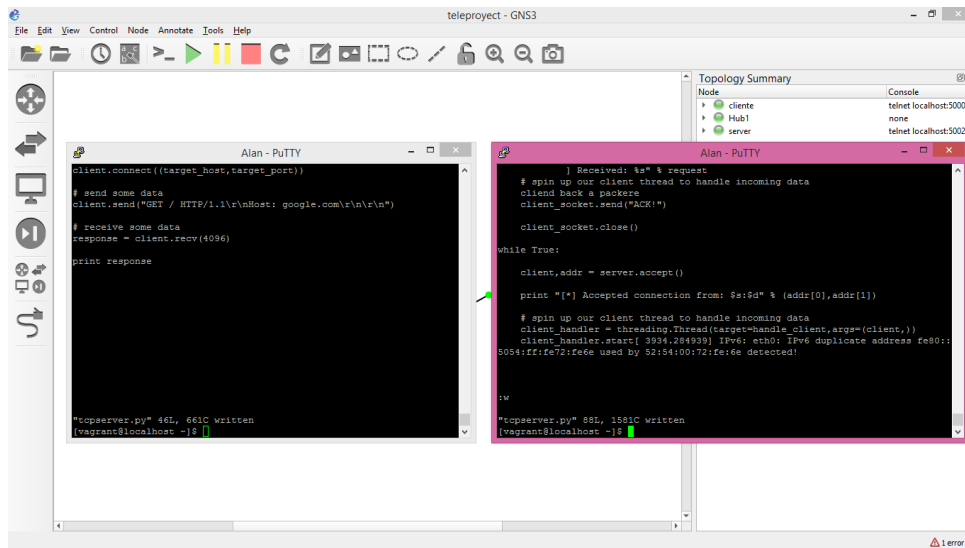 teleproyect - GNS3
File Edit View Control Node Annotate Tools Help
Topology Summary
Node Console
cliente telnet localhost:5000
Hub1 none
server telnet localhost:5002
Alan - PuTTY
client.connect((target_host,target_port))
# send some data
client.send("GET / HTTP/1.1\r\nHost: google.com\r\n\r\n")
# receive some data
response = client.recv(4096)
print response
"tcpserver.py" 46L, 661C written
[vagrant@localhost ~]$
Alan - PuTTY
] Received: %s" % request
# spin up our client thread to handle incoming data
cliend back a packere
client_socket.send("ACK!")
client_socket.close()
while True:
client,addr = server.accept()
print "[*] Accepted connection from: $s:$d" % (addr[0],addr[1])
# spin up our client thread to handle incoming data
client_handler = threading.Thread(target=handle_client,args=(client,))
client_handler.start[ 3934.284939] IPv6: eth0: IPv6 duplicate address fe80::
5054:ff:fe72:fe6e used by 52:54:00:72:fe:6e detected!
:w
"tcpserver.py" 88L, 1581C written
[vagrant@localhost ~]$
1 error